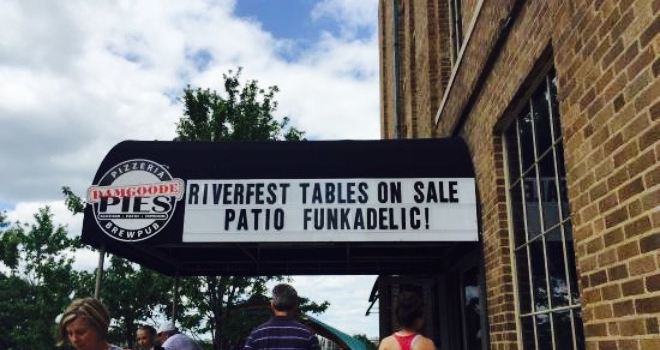 PIZZERIA
DAMGOODE
PIES
BREWPUB
RIVERFEST TABLES ON SALE
PATIO FUNKADELIC!